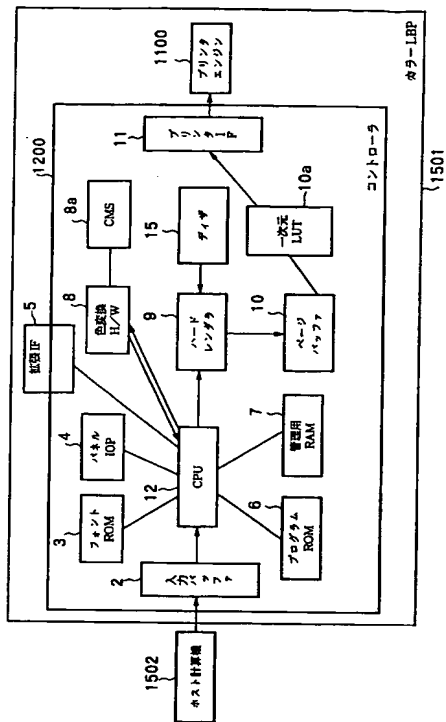 1502
ホスト計算機
カラーLBP
1501
1200
コントローラ
2
入力
バッファ
3
フォント
ROM
4
パネル
IOP
5
拡張IF
12
CPU
6
プログラム
ROM
7
管理用
RAM
8
色変換
H/W
8a
CMS
15
ディザ
9
ハード
レンダラ
10
ページ
バッファ
10a
一次元
LUT
11
プリンタIF
1100
プリンタ
エンジン